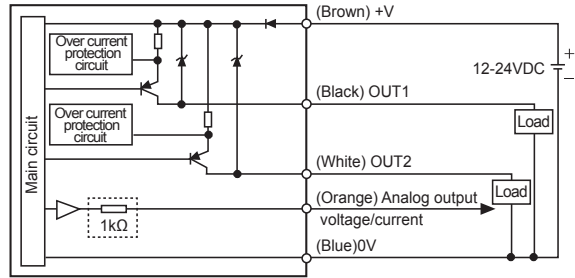 (Brown) +V
Over current
protection
circuit
12-24VDC
+
−
(Black) OUT1
Load
Over current
protection
circuit
Main circuit
(White) OUT2
Load
(Orange) Analog output
voltage/current
1kΩ
(Blue)0V